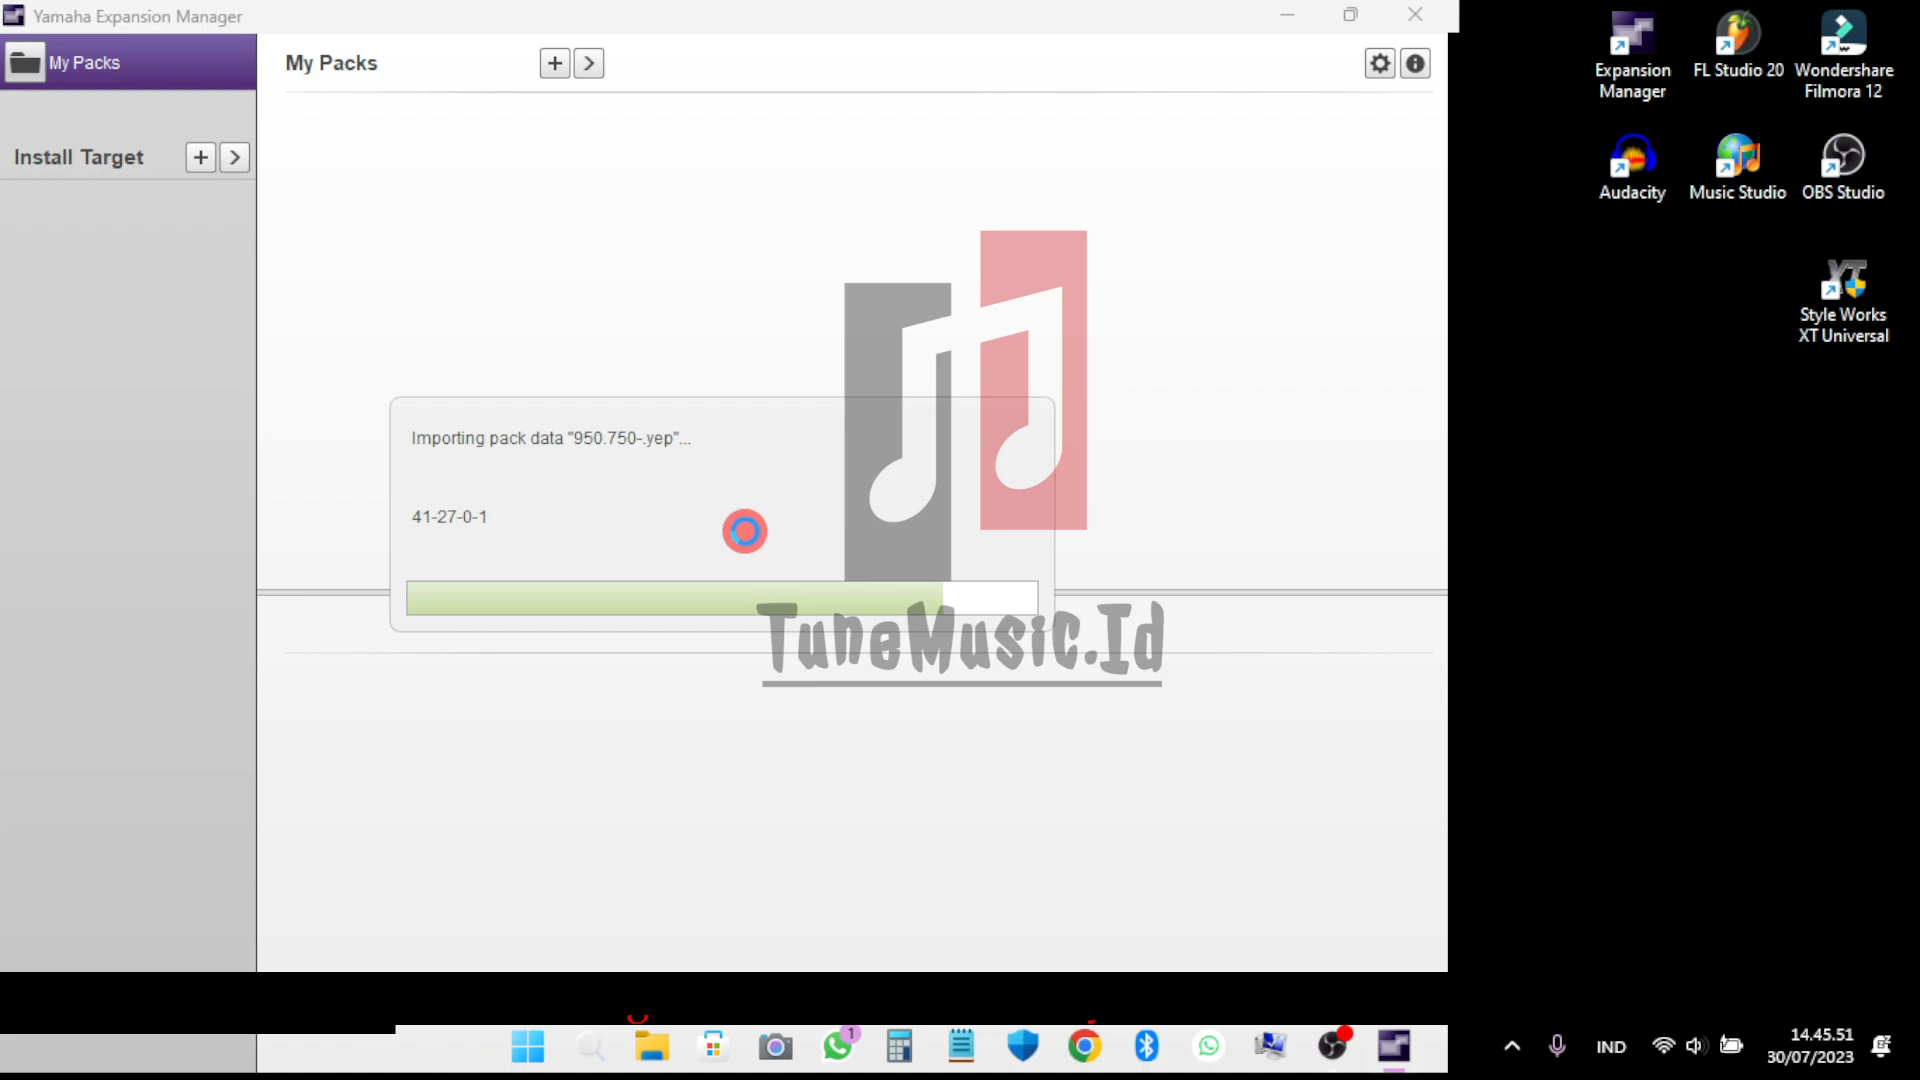 Yamaha Expansion Manager
My Packs
My Packs
Install Target
Importing pack data "950.750-.yep"...
41-27-0-1
TuneMusic.Id
Expansion
Manager
FL Studio 20
Wondershare
Filmora 12
Audacity
Music Studio
OBS Studio
XT
Style Works
XT Universal
1
IND
14.45.51
30/07/2023